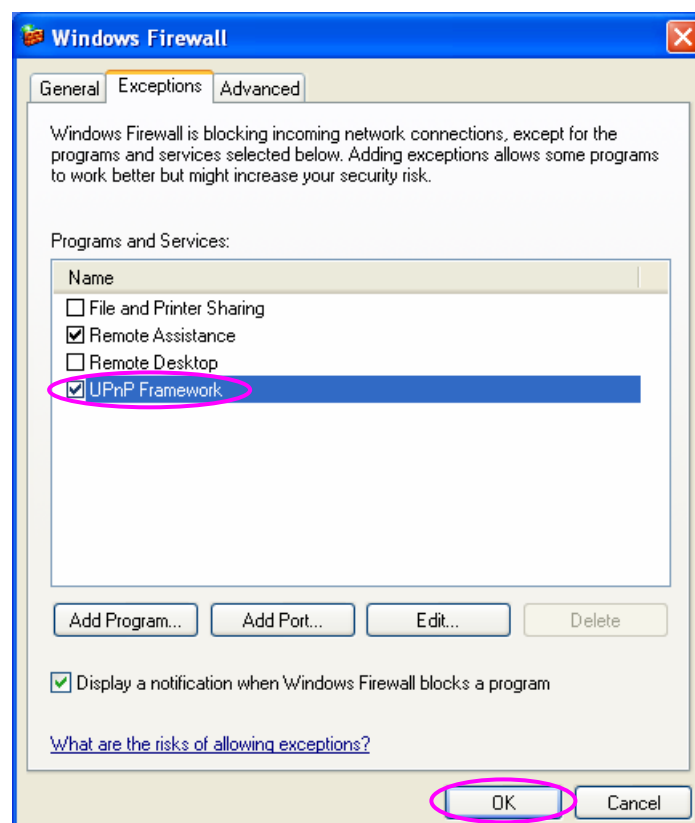 Windows Firewall
General Exceptions Advanced
Windows Firewall is blocking incoming network connections, except for the
programs and services selected below. Adding exceptions allows some programs
to work better but might increase your security risk.
Programs and Services:
Name
File and Printer Sharing
Remote Assistance
Remote Desktop
UPnP Framework
Add Program... Add Port... Edit... Delete
Display a notification when Windows Firewall blocks a program
What are the risks of allowing exceptions?
OK Cancel